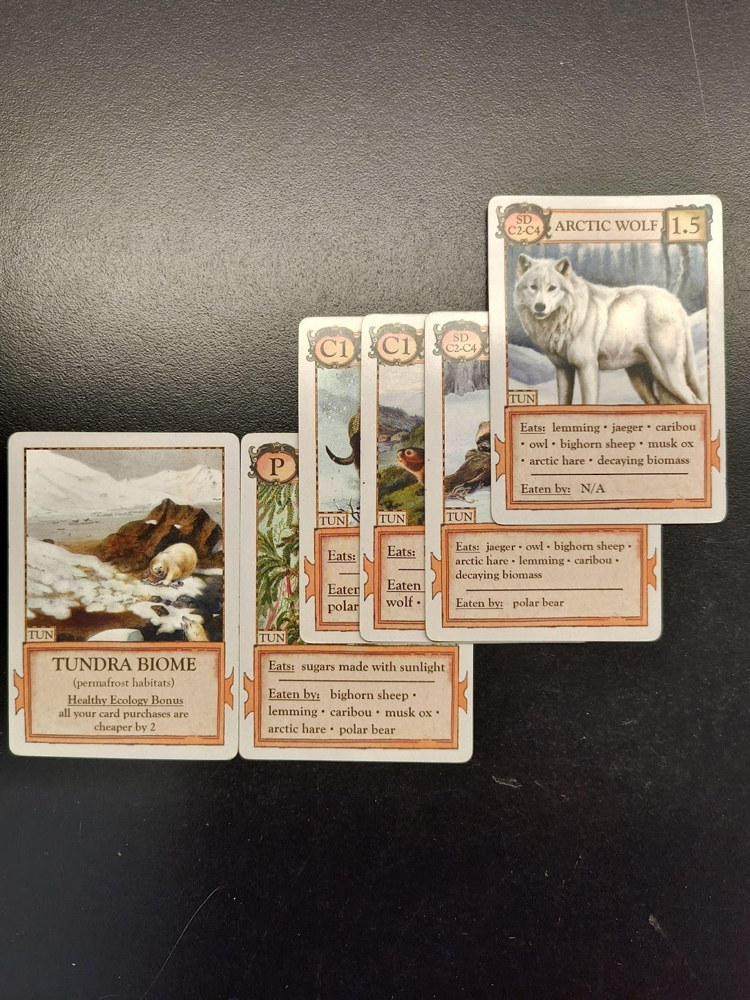 SD
C2-C4
ARCTIC WOLF
1.5
TUN
Eats: lemming ▪ jaeger ▪ caribou
▪ owl ▪ bighorn sheep ▪ musk ox
▪ arctic hare ▪ decaying biomass
Eaten by: N/A
C1
TUN
Eats:
Eaten
polar
C1
TUN
Eats:
Eaten
wolf ▪
SD
C2-C4
TUN
Eats: jaeger ▪ owl ▪ bighorn sheep ▪
arctic hare ▪ lemming ▪ caribou ▪
decaying biomass
Eaten by: polar bear
TUN
TUNDRA BIOME
(permafrost habitats)
Healthy Ecology Bonus
all your card purchases are
cheaper by 2
P
TUN
Eats: sugars made with sunlight
Eaten by: bighorn sheep ▪
lemming ▪ caribou ▪ musk ox ▪
arctic hare ▪ polar bear